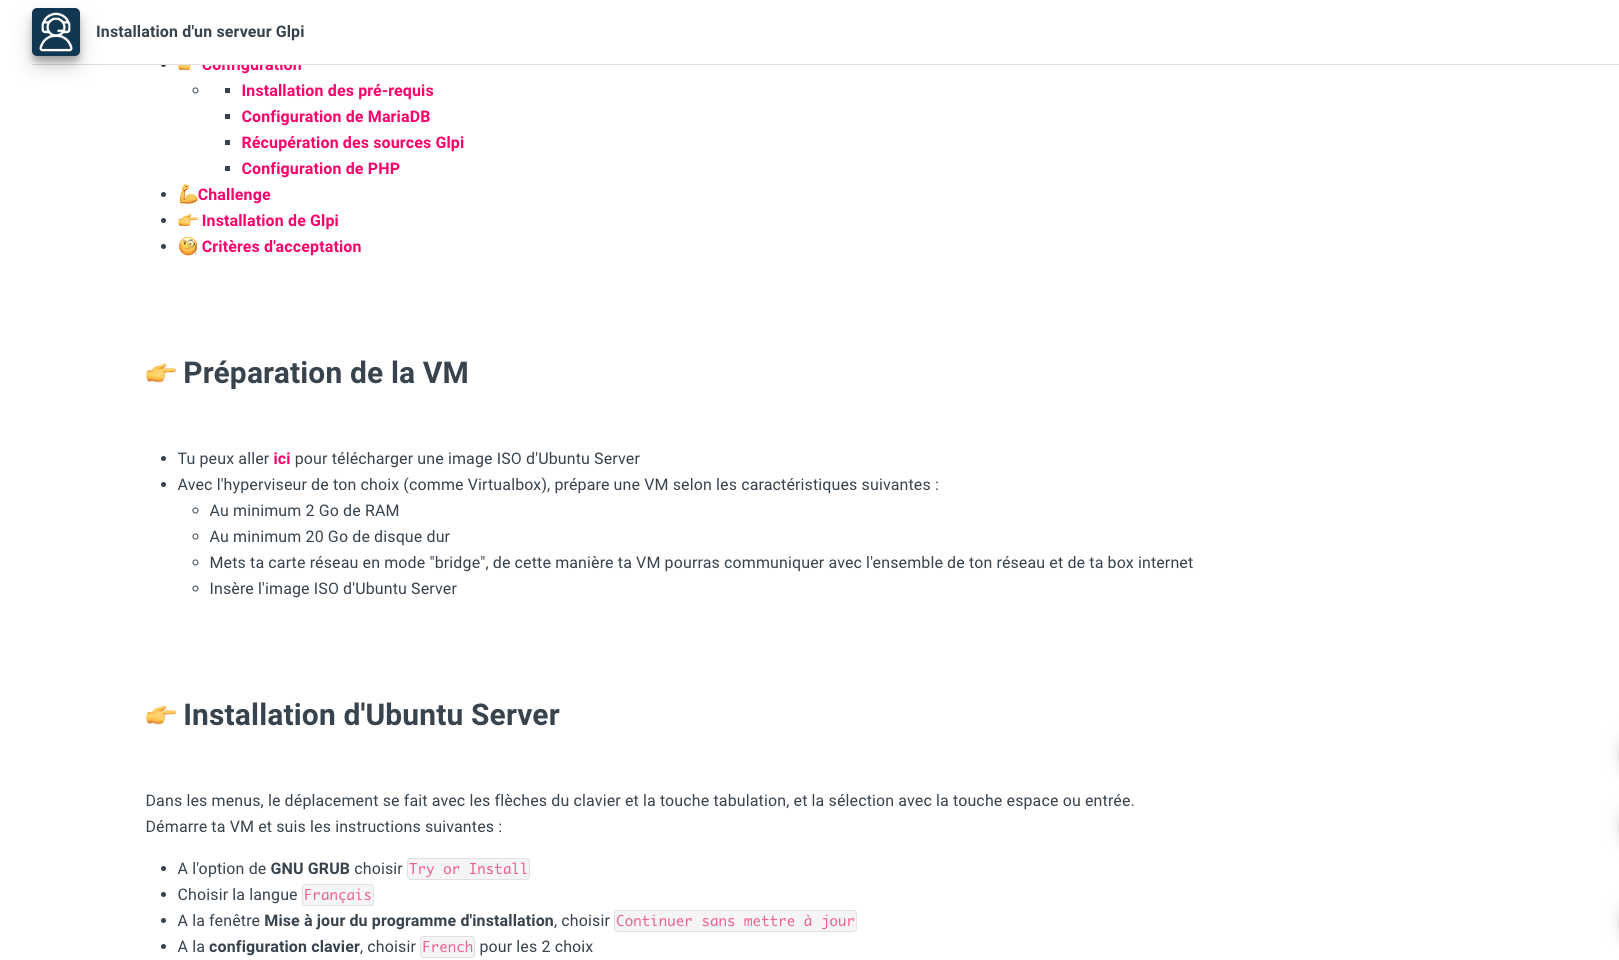 Installation d'un serveur Glpi
Configuration
Installation des pré-requis
Configuration de MariaDB
Récupération des sources Glpi
Configuration de PHP
💪Challenge
👉 Installation de Glpi
🧐 Critères d'acceptation
👉 Préparation de la VM
Tu peux aller ici pour télécharger une image ISO d'Ubuntu Server
Avec l'hyperviseur de ton choix (comme Virtualbox), prépare une VM selon les caractéristiques suivantes :
Au minimum 2 Go de RAM
Au minimum 20 Go de disque dur
Mets ta carte réseau en mode "bridge", de cette manière ta VM pourras communiquer avec l'ensemble de ton réseau et de ta box internet
Insère l'image ISO d'Ubuntu Server
👉 Installation d'Ubuntu Server
Dans les menus, le déplacement se fait avec les flèches du clavier et la touche tabulation, et la sélection avec la touche espace ou entrée.
Démarre ta VM et suis les instructions suivantes :
A l'option de GNU GRUB choisir Try or Install
Choisir la langue Français
A la fenêtre Mise à jour du programme d'installation, choisir Continuer sans mettre à jour
A la configuration clavier, choisir French pour les 2 choix